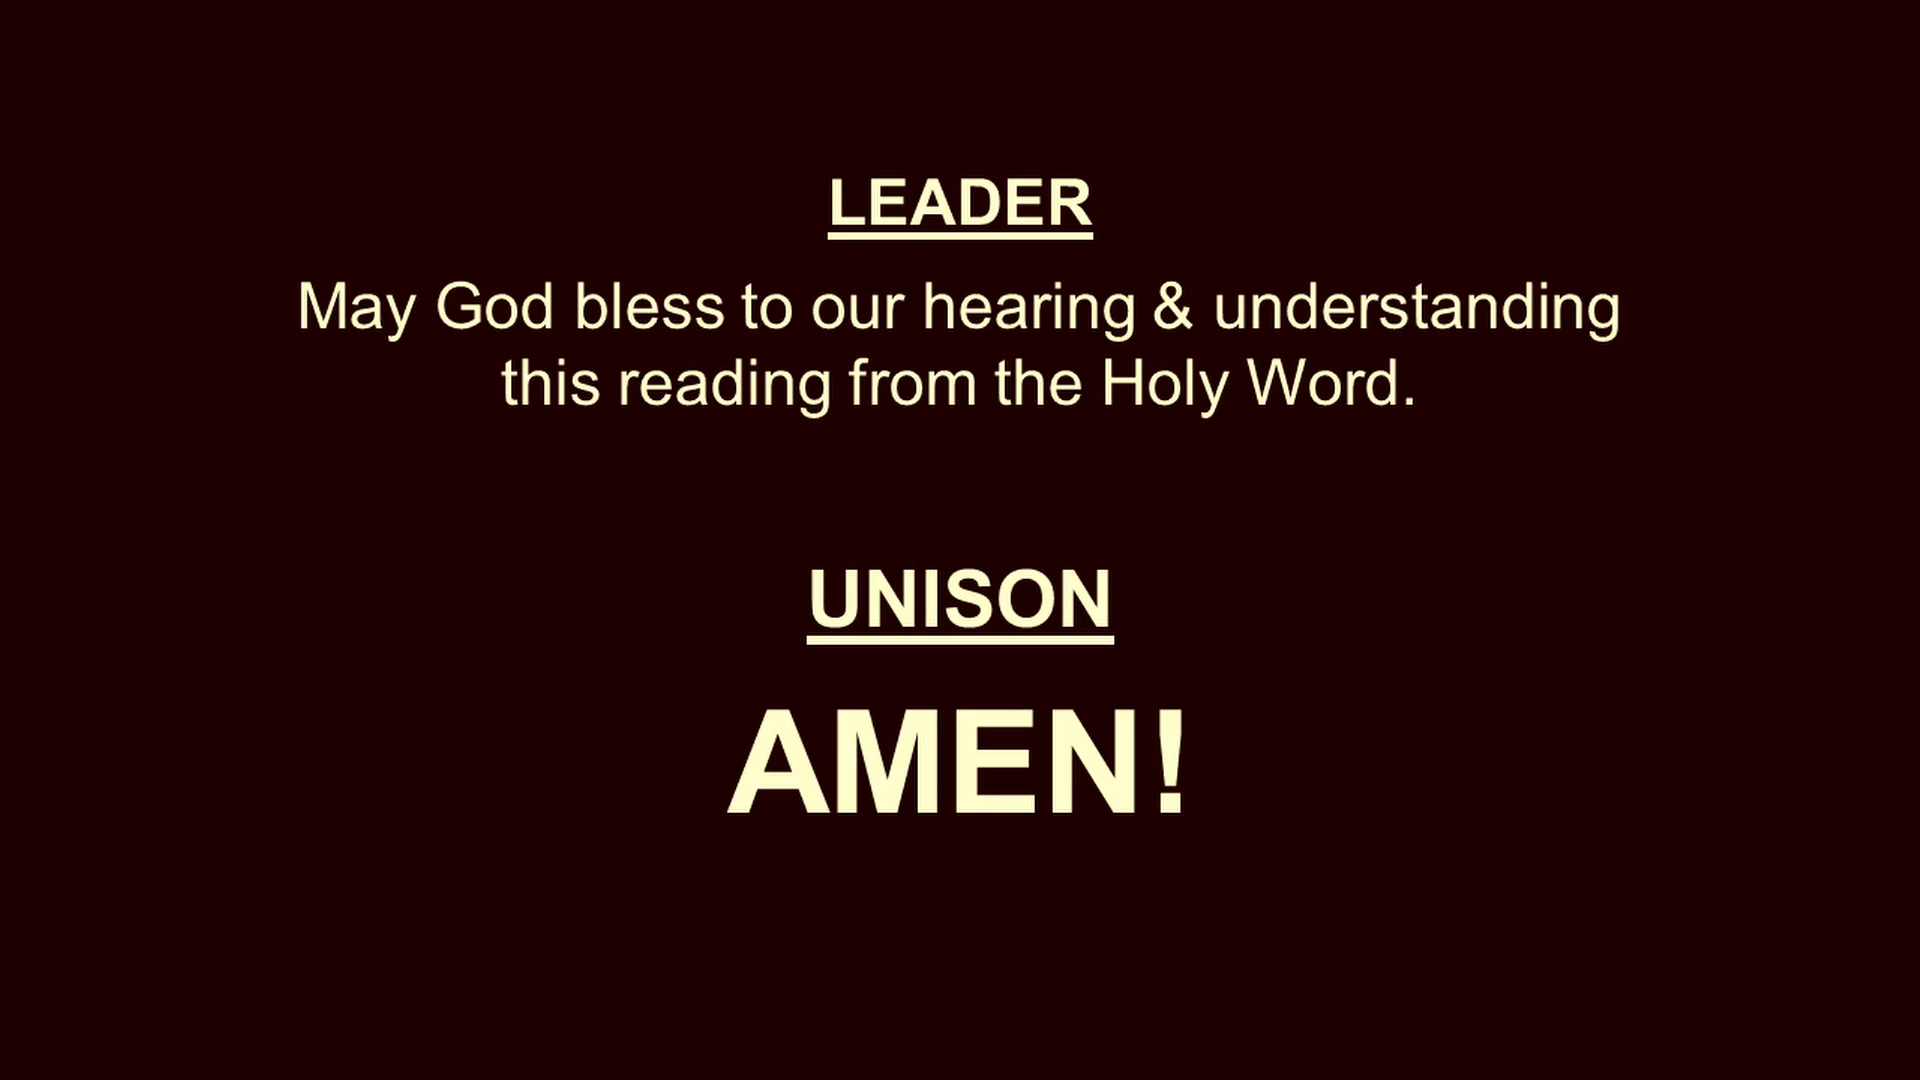 LEADER
May God bless to our hearing & understanding
this reading from the Holy Word.
UNISON
AMEN!